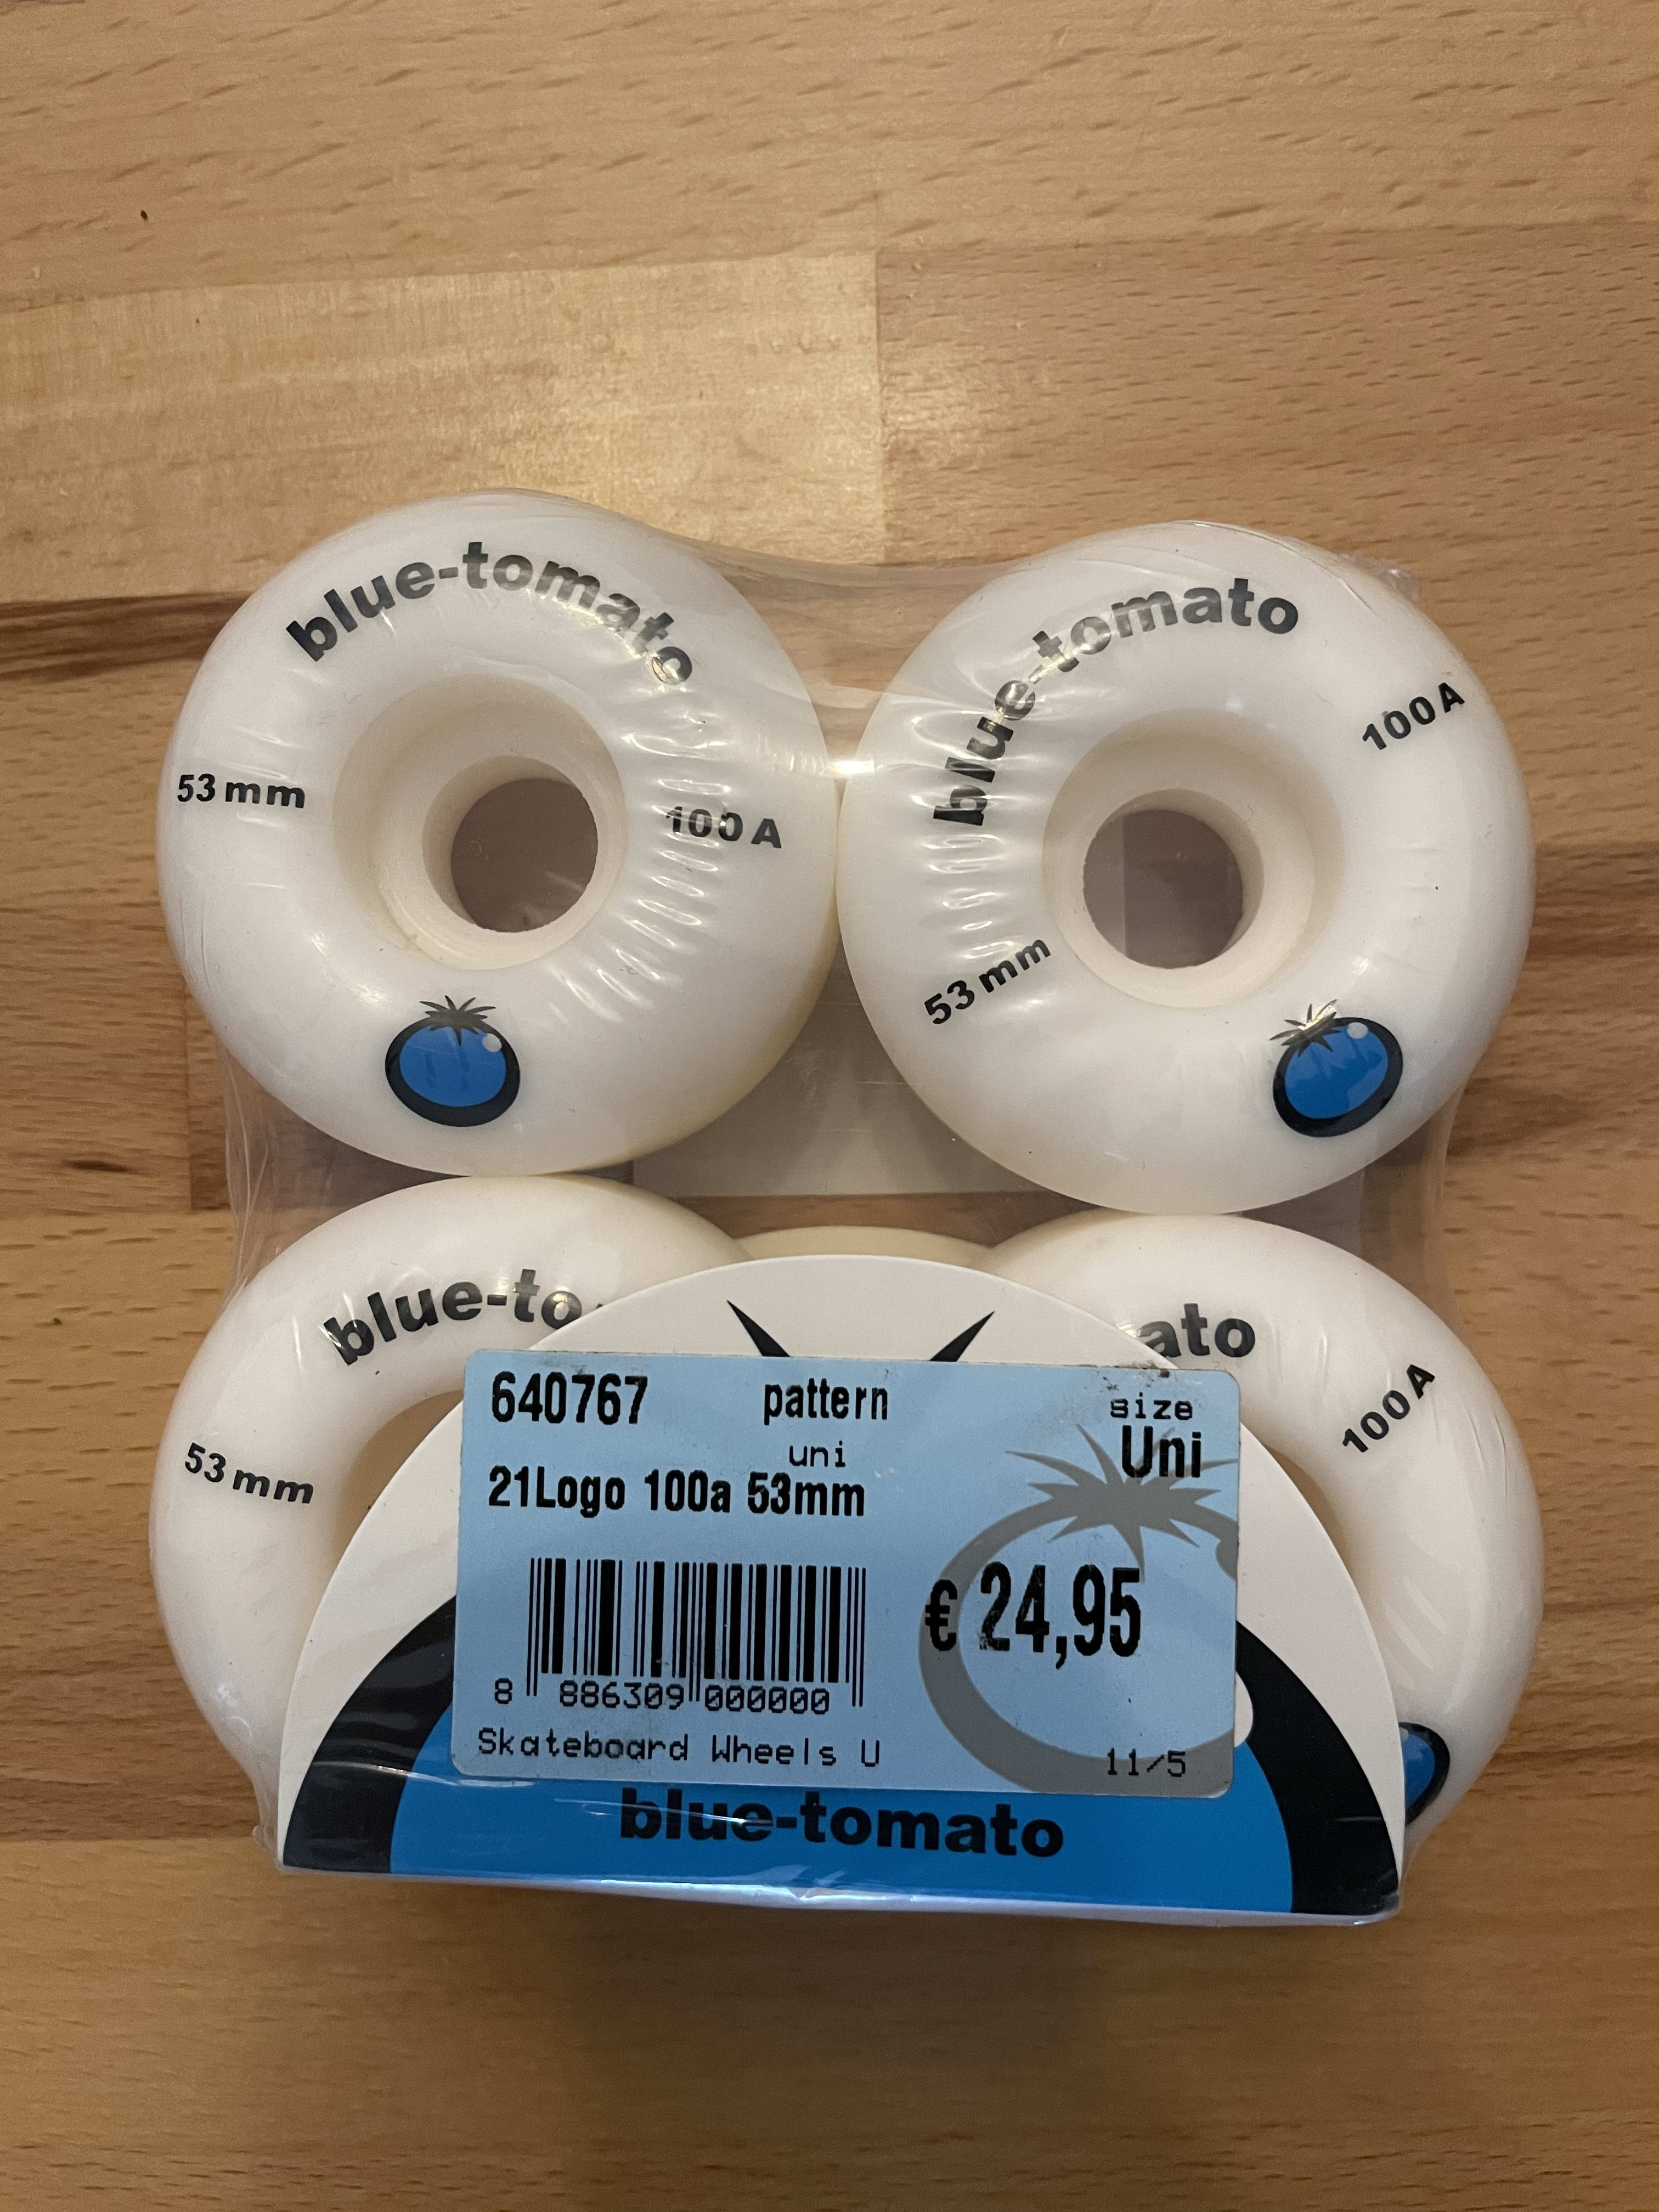 blue-tomato
53mm
100A
blue-tomato
100A
53mm
blue-to
53mm
ato
100A
640767 pattern size
uni Uni
21Logo 100a 53mm
€ 24,95
8 886309 000000
Skateboard Wheels U 11/5
blue-tomato